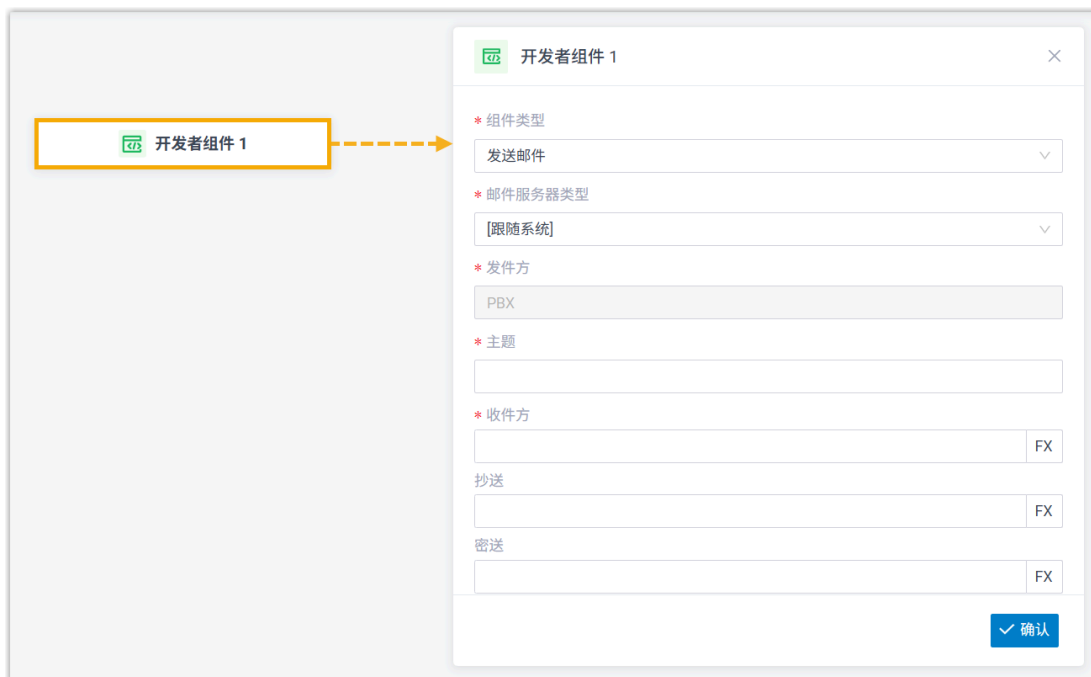 开发者组件 1
开发者组件 1
* 组件类型
发送邮件
* 邮件服务器类型
[跟随系统]
* 发件方
PBX
* 主题
* 收件方
FX
抄送
FX
密送
FX
确认